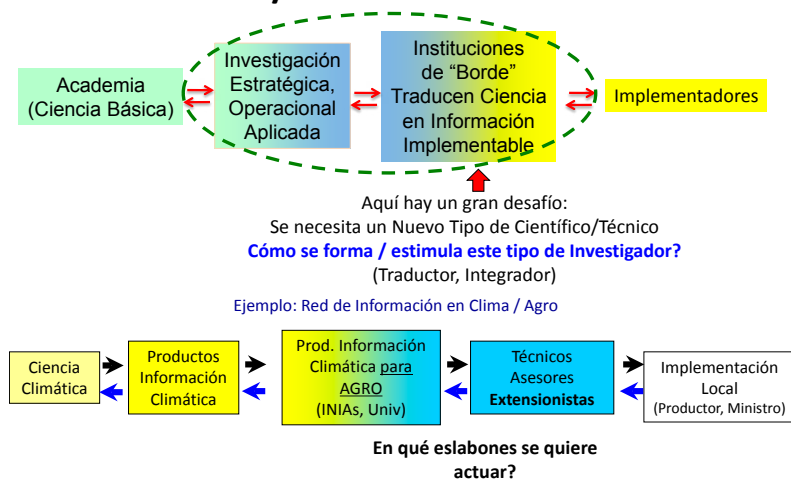 Academia
(Ciencia Básica)
Investigación
Estratégica,
Operacional
Aplicada
Instituciones
de “Borde”
Traducen Ciencia
en Información
Implementable
Implementadores
Aquí hay un gran desafío:
Se necesita un Nuevo Tipo de Científico/Técnico
Cómo se forma / estimula este tipo de Investigador?
(Traductor, Integrador)
Ejemplo: Red de Información en Clima / Agro
Ciencia
Climática
Productos
Información
Climática
Prod. Información
Climática para
AGRO
(INIAs, Univ)
Técnicos
Asesores
Extensionistas
Implementación
Local
(Productor, Ministro)
En qué eslabones se quiere
actuar?